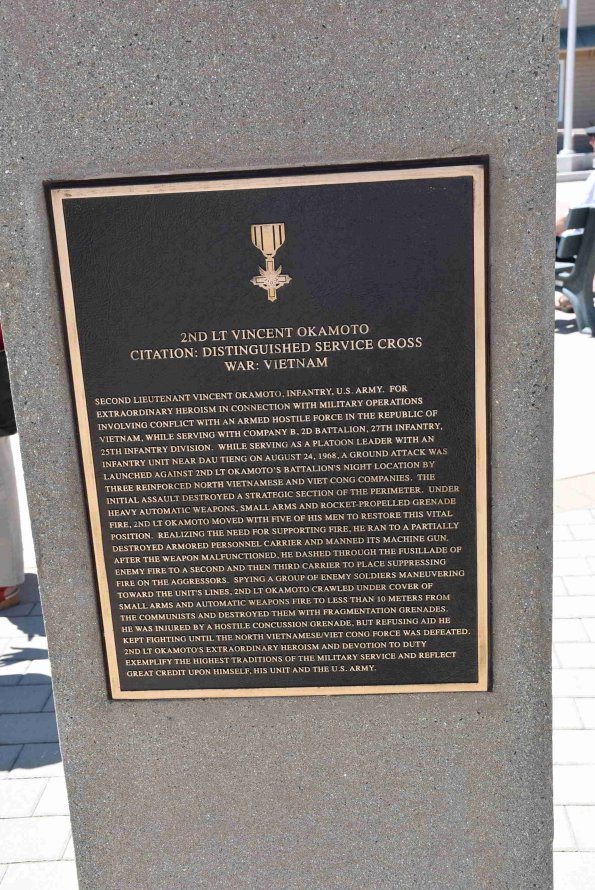 2ND LT VINCENT OKAMOTO
CITATION: DISTINGUISHED SERVICE CROSS
WAR: VIETNAM
SECOND LIEUTENANT VINCENT OKAMOTO, INFANTRY, U.S. ARMY. FOR
EXTRAORDINARY HEROISM IN CONNECTION WITH MILITARY OPERATIONS
INVOLVING CONFLICT WITH AN ARMED HOSTILE FORCE IN THE REPUBLIC OF
VIETNAM, WHILE SERVING WITH COMPANY B, 2D BATTALION, 27TH INFANTRY,
25TH INFANTRY DIVISION. WHILE SERVING AS A PLATOON LEADER WITH AN
INFANTRY UNIT NEAR DAU TIENG ON AUGUST 24, 1968, A GROUND ATTACK WAS
LAUNCHED AGAINST 2ND LT OKAMOTO'S BATTALION'S NIGHT LOCATION BY
THREE REINFORCED NORTH VIETNAMESE AND VIET CONG COMPANIES. THE
INITIAL ASSAULT DESTROYED A STRATEGIC SECTION OF THE PERIMETER. UNDER
HEAVY AUTOMATIC WEAPONS, SMALL ARMS AND ROCKET-PROPELLED GRENADE
FIRE, 2ND LT OKAMOTO MOVED WITH FIVE OF HIS MEN TO RESTORE THIS VITAL
POSITION. REALIZING THE NEED FOR SUPPORTING FIRE, HE RAN TO A PARTIALLY
DESTROYED ARMORED PERSONNEL CARRIER AND MANNED ITS MACHINE GUN.
AFTER THE WEAPON MALFUNCTIONED, HE DASHED THROUGH THE FUSILLADE OF
ENEMY FIRE TO A SECOND AND THEN THIRD CARRIER TO PLACE SUPPRESSING
FIRE ON THE AGGRESSORS. SPYING A GROUP OF ENEMY SOLDIERS MANEUVERING
TOWARD THE UNIT'S LINES, 2ND LT OKAMOTO CRAWLED UNDER COVER OF
SMALL ARMS AND AUTOMATIC WEAPONS FIRE TO LESS THAN 10 METERS FROM
THE COMMUNISTS AND DESTROYED THEM WITH FRAGMENTATION GRENADES.
HE WAS INJURED BY A HOSTILE CONCUSSION GRENADE, BUT REFUSING AID HE
KEPT FIGHTING UNTIL THE NORTH VIETNAMESE/VIET CONG FORCE WAS DEFEATED.
2ND LT OKAMOTO'S EXTRAORDINARY HEROISM AND DEVOTION TO DUTY
EXEMPLIFY THE HIGHEST TRADITIONS OF THE MILITARY SERVICE AND REFLECT
GREAT CREDIT UPON HIMSELF, HIS UNIT AND THE U.S. ARMY.